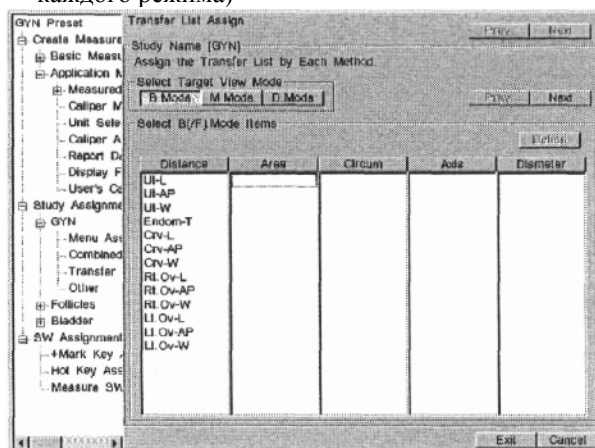 каждого режима)
GYN Preset
Create Measure
Basic Measu
Application M
Measured
Caliper M
Unit Sele
Caliper A
Report De
Display F
User's Ca
Study Assignme
GYN
Menu Ass
Combined
Transfer
Other
Follicles
Bladder
SW Assignment
+Mark Key A
Hot Key Ass
Measure SW
Transfer List Assign
Prev Next
Study Name [GYN]
Assign the Transfer List by Each Method.
Select Target View Mode
B.Mode M.Mode D.Mode
Prev Next
Select B(/F).Mode Items
Delete
Distance Area Circum Axis Diameter
Ut-L
Ut-AP
Ut-W
Endom-T
Crv-L
Crv-AP
Crv-W
Rt.Ov-L
Rt.Ov-AP
Rt.Ov-W
Lt.Ov-L
Lt.Ov-AP
Lt.Ov-W
Exit Cancel